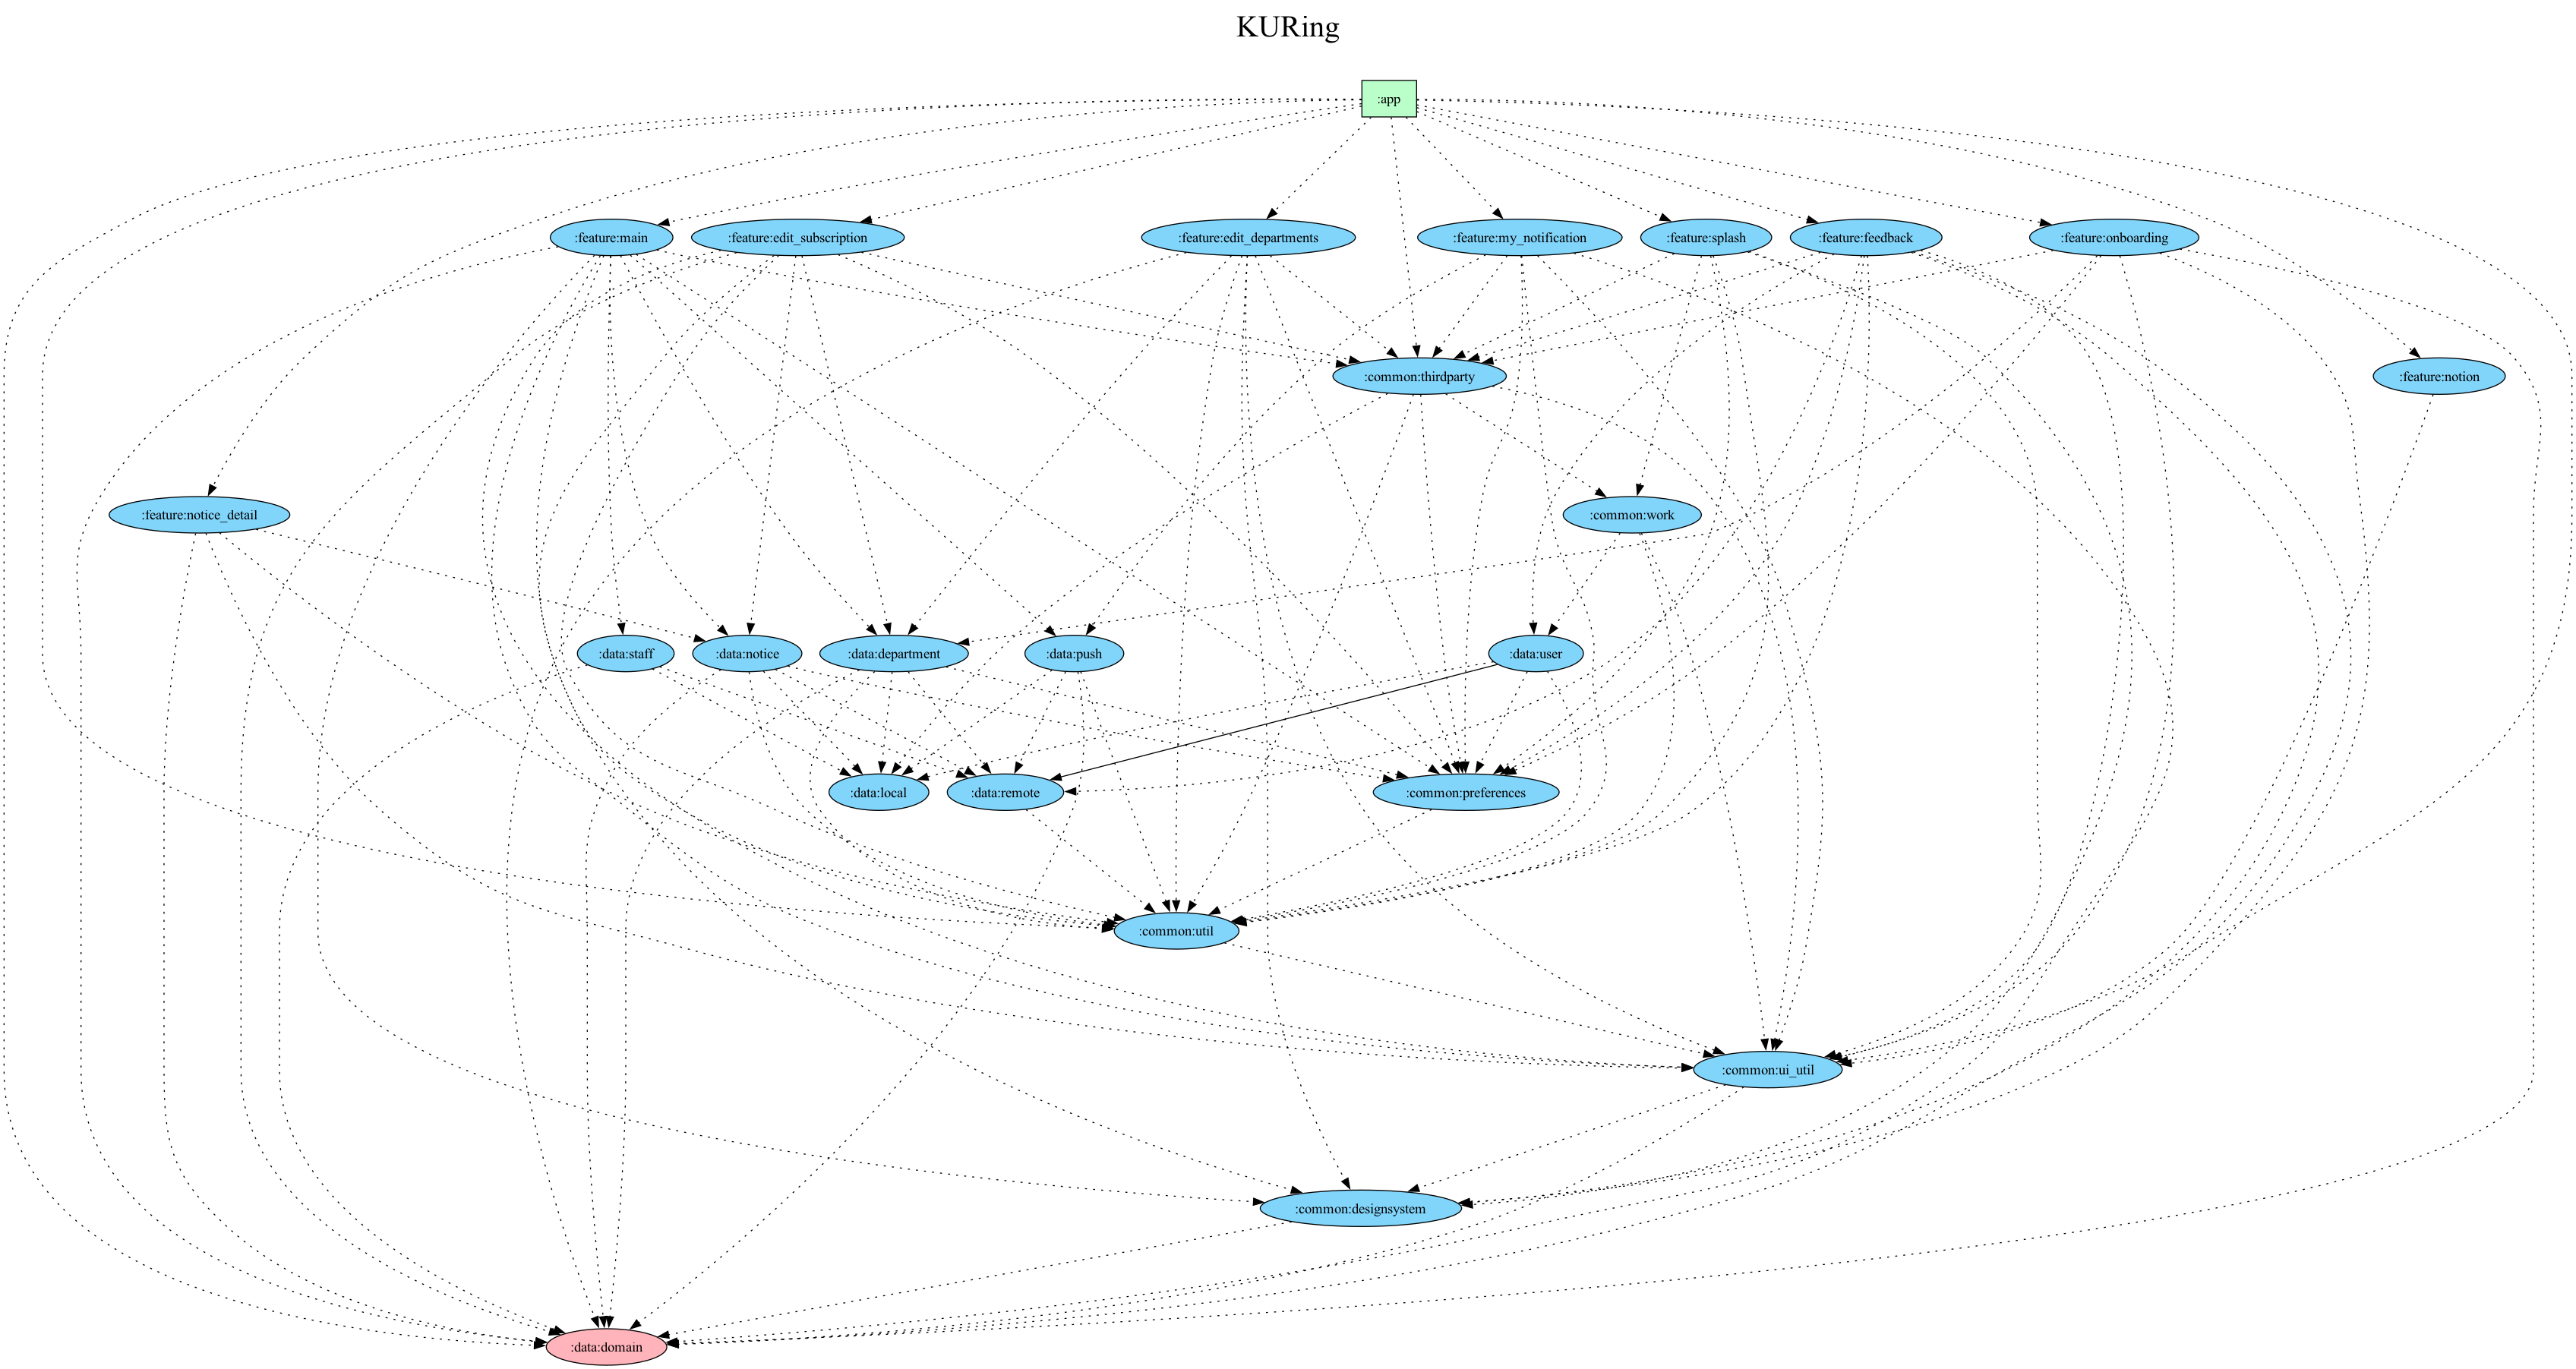 KURing
:app
:feature:main
:feature:edit_subscription
:feature:edit_departments
:feature:my_notification
:feature:splash
:feature:feedback
:feature:onboarding
:common:thirdparty
:feature:notion
:feature:notice_detail
:common:work
:data:staff
:data:notice
:data:department
:data:push
:data:user
:data:local
:data:remote
:common:preferences
:common:util
:common:ui_util
:common:designsystem
:data:domain